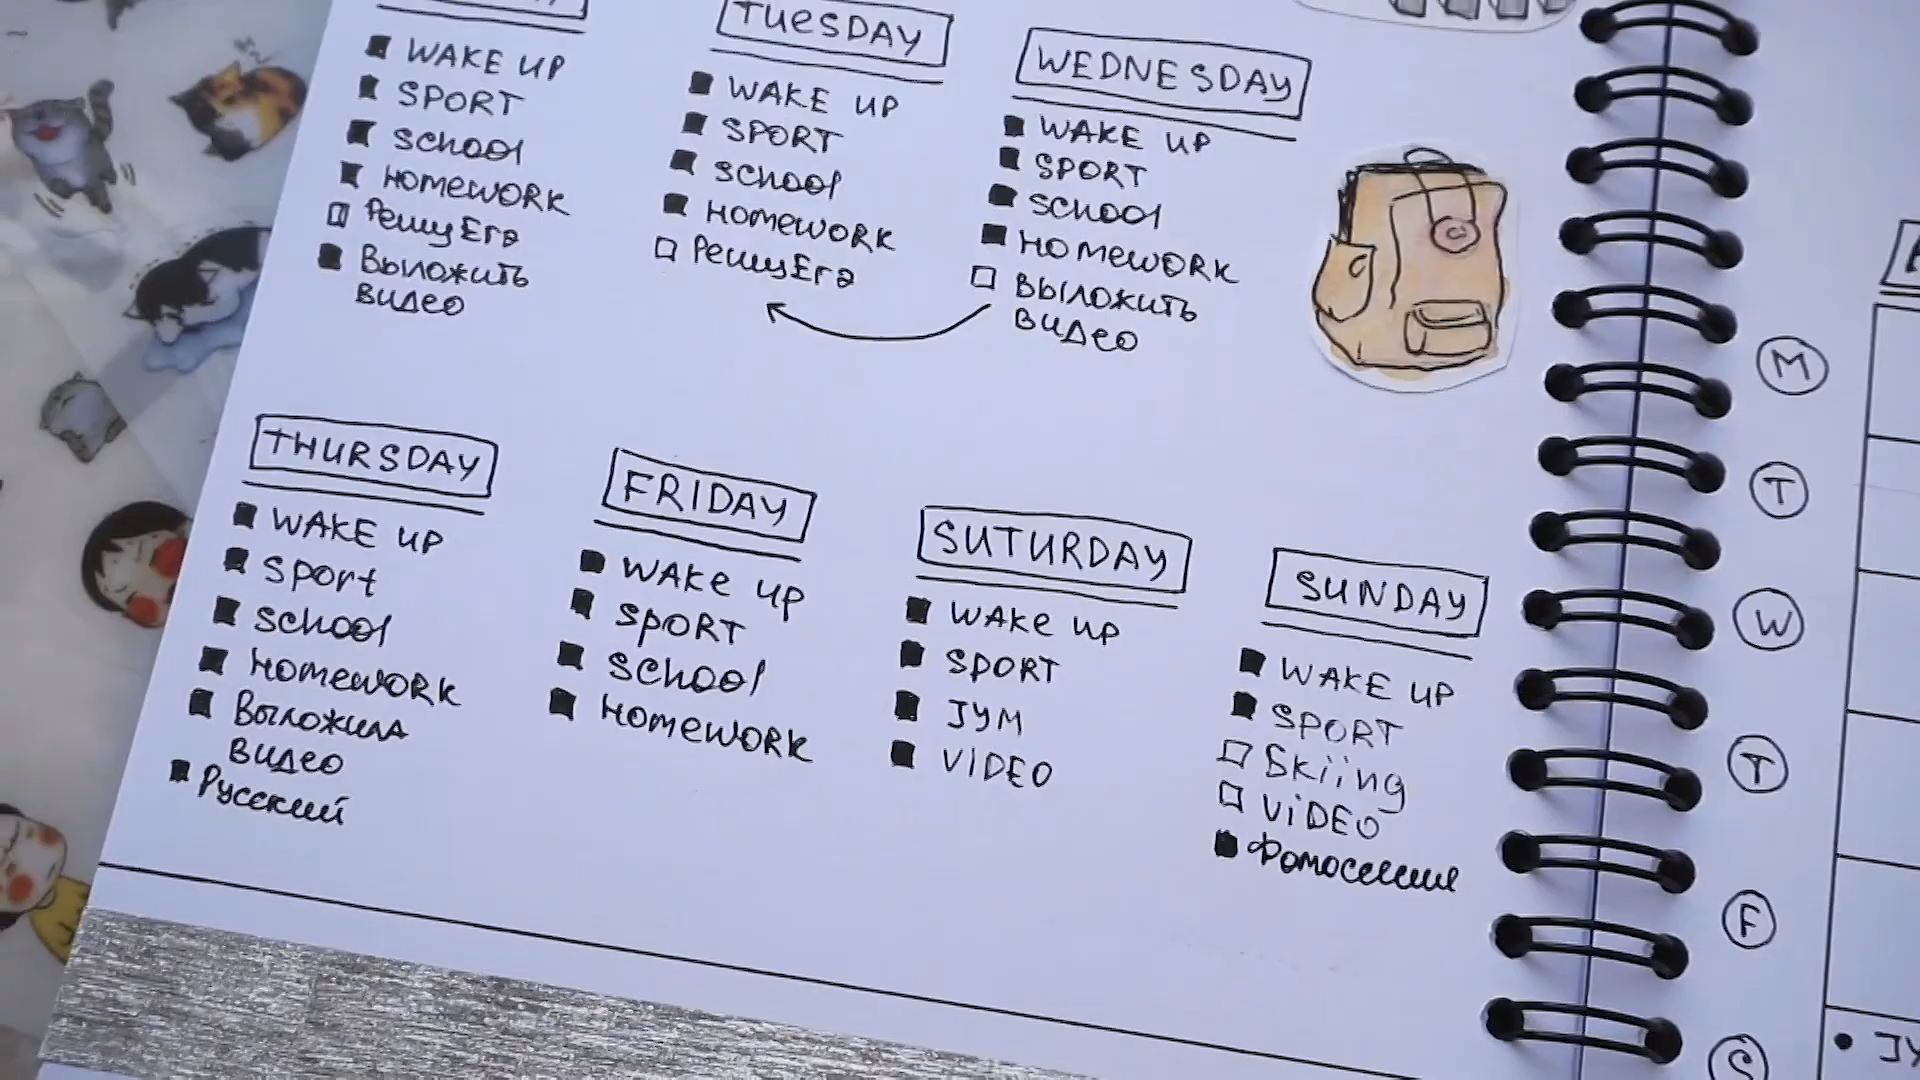 TUESDAY
WEDNESDAY
WAKE UP
SPORT
SCHOOL
HOMEWORK
РешуЕгэ
Выложить
видео
WAKE UP
SPORT
SCHOOL
HOMEWORK
РешуЕгэ
WAKE UP
SPORT
SCHOOL
HOMEWORK
Выложить
видео
THURSDAY
WAKE UP
Sport
School
Homework
Выложила
видео
Русский
FRIDAY
WAKE UP
SPORT
SCHOOL
HOMEWORK
SUTURDAY
WAKE UP
SPORT
JYM
VIDEO
SUNDAY
WAKE UP
SPORT
Skiing
VIDEO
Фотосессия
M
T
W
T
F
S
JY